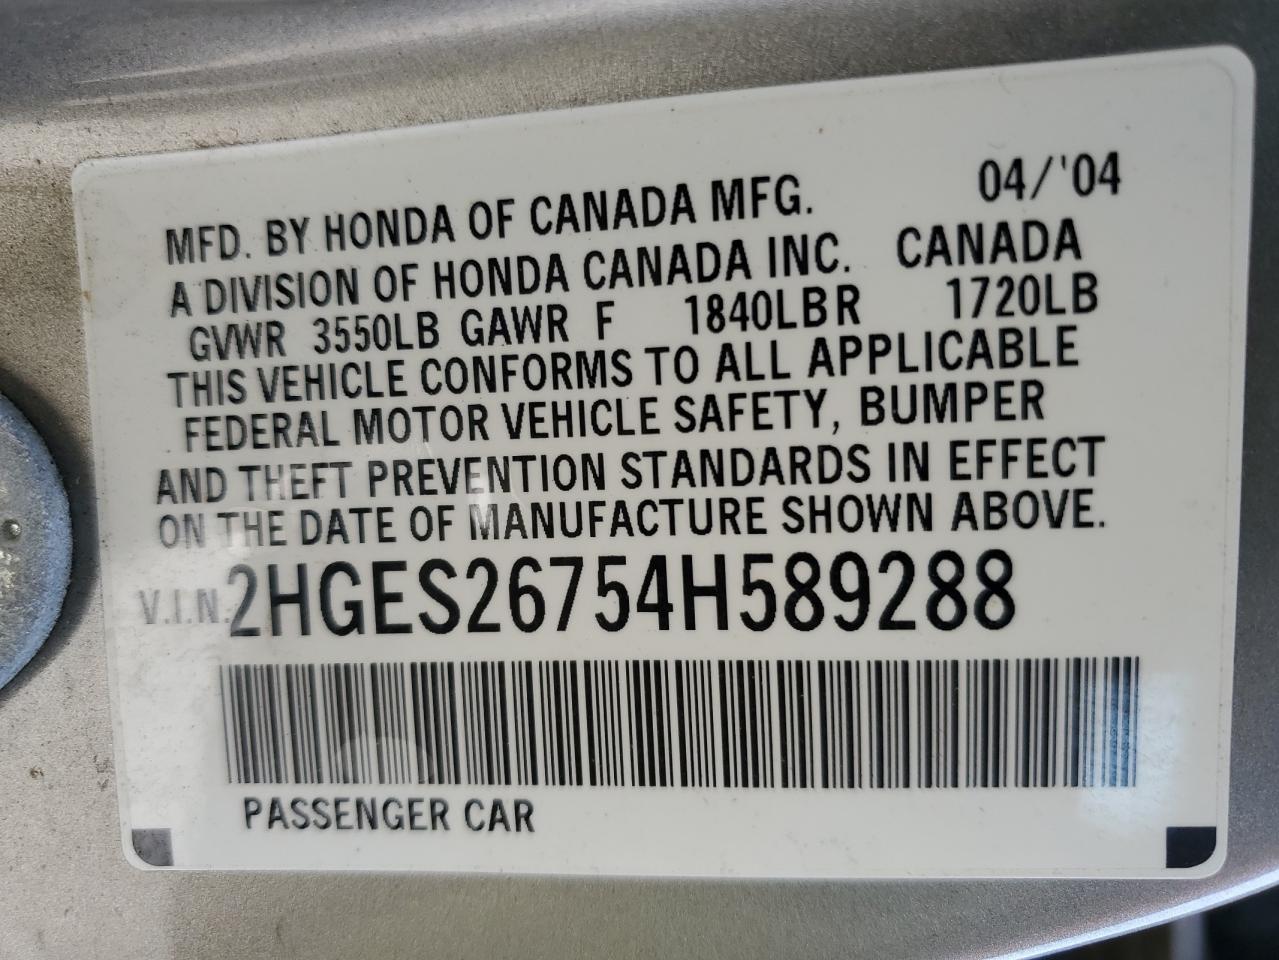 04/'04
MFD. BY HONDA OF CANADA MFG.
A DIVISION OF HONDA CANADA INC. CANADA
GVWR 3550LB GAWR F 1840LB R 1720LB
THIS VEHICLE CONFORMS TO ALL APPLICABLE
FEDERAL MOTOR VEHICLE SAFETY, BUMPER
AND THEFT PREVENTION STANDARDS IN EFFECT
ON THE DATE OF MANUFACTURE SHOWN ABOVE.
V.I.N. 2HGES26754H589288
PASSENGER CAR